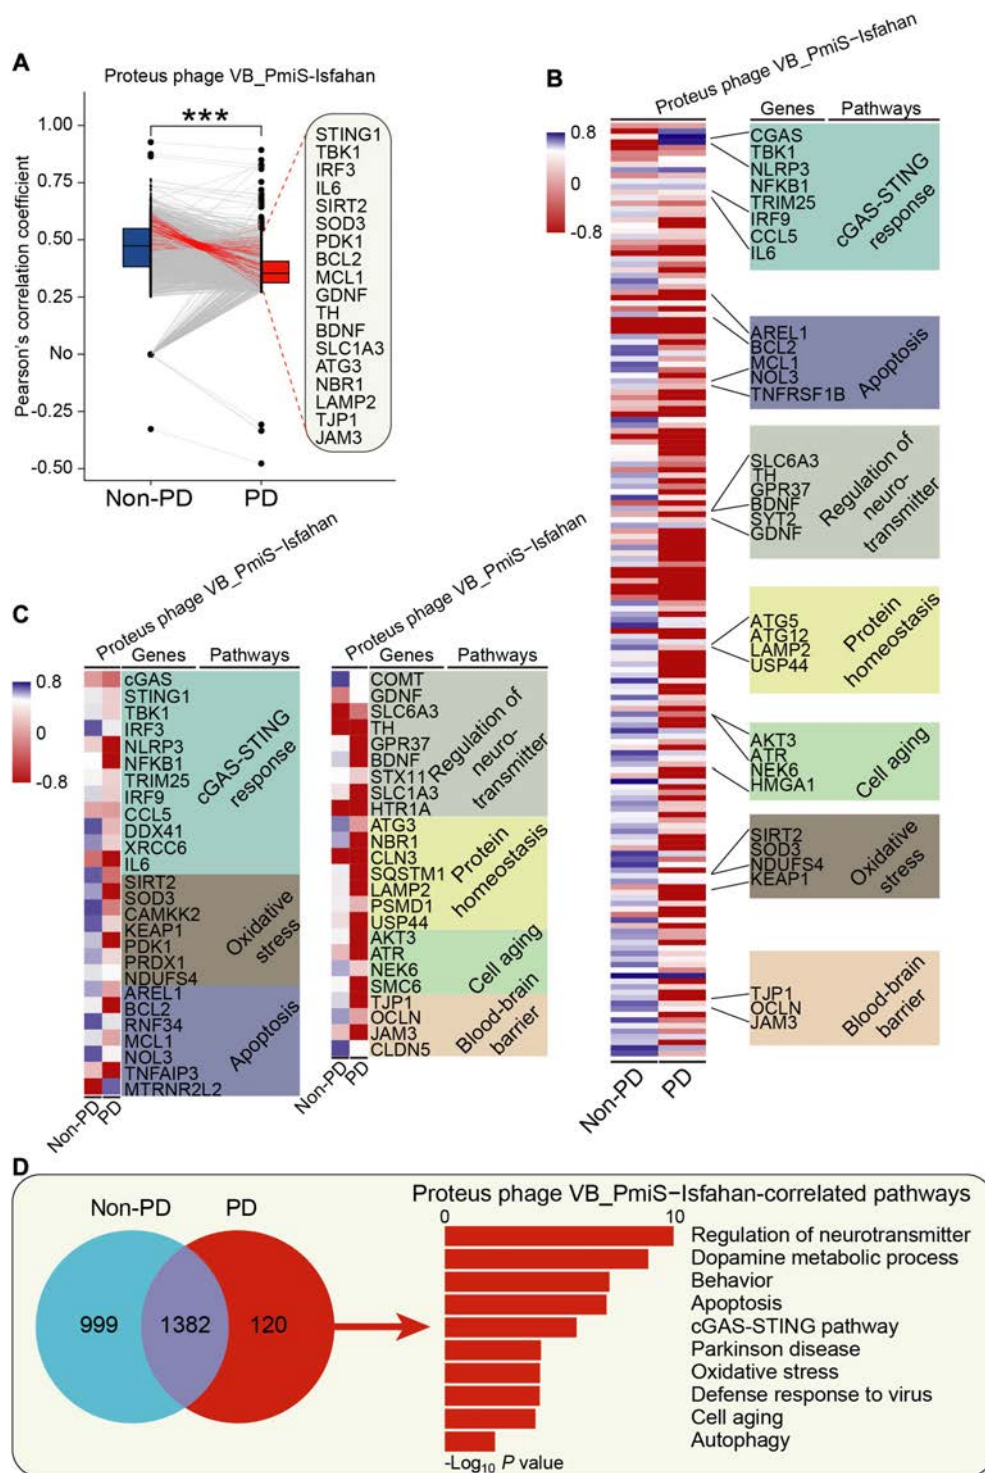 A
Proteus phage VB_PmiS-Isfahan
Pearson's correlation coefficient
1.00
0.75
0.50
0.25
No
-0.25
-0.50
***
Non-PD
PD
STING1
TBK1
IRF3
IL6
SIRT2
SOD3
PDK1
BCL2
MCL1
GDNF
TH
BDNF
SLC1A3
ATG3
NBR1
LAMP2
TJP1
JAM3
B
Proteus phage VB_PmiS-Isfahan
Genes Pathways
0.8
0
-0.8
CGAS
TBK1
NLRP3
NFKB1
TRIM25
IRF9
CCL5
IL6
cGAS-STING
response
AREL1
BCL2
MCL1
NOL3
TNFRSF1B
Apoptosis
SLC6A3
TH
GPR37
BDNF
SYT2
GDNF
Regulation of
neuro-
transmitter
ATG5
ATG12
LAMP2
USP44
Protein
homestasis
AKT3
ATR
NEK6
HMGA1
Cell aging
SIRT2
SOD3
NDUFS4
KEAP1
Oxidative
stress
TJP1
OCLN
JAM3
Blood-brain
barrier
Non-PD
PD
C
Proteus phage VB_PmiS-Isfahan
Genes Pathways
0.8
0
-0.8
cGAS
STING1
TBK1
IRF3
NLRP3
NFKB1
TRIM25
IRF9
CCL5
DDX41
XRCC6
IL6
cGAS-STING
response
SIRT2
SOD3
CAMKK2
KEAP1
PDK1
PRDX1
NDUFS4
Oxidative
stress
AREL1
BCL2
RNF34
MCL1
NOL3
TNFAIP3
MTRNR2L2
Apoptosis
Non-PD
PD
Proteus phage VB_PmiS-Isfahan
Genes Pathways
COMT
GDNF
SLC6A3
TH
GPR37
BDNF
STX11
SLC1A3
HTR1A
Regulation of
neuro-
transmitter
ATG3
NBR1
CLN3
SQSTM1
LAMP2
PSMD1
USP44
Protein
homestasis
AKT3
ATR
NEK6
SMC6
Cell aging
TJP1
OCLN
JAM3
CLDN5
Blood-brain
barrier
Non-PD
PD
D
Non-PD PD
999 1382 120
Proteus phage VB_PmiS-Isfahan-correlated pathways
0 10
Regulation of neurotransmitter
Dopamine metabolic process
Behavior
Apoptosis
cGAS-STING pathway
Parkinson disease
Oxidative stress
Defense response to virus
Cell aging
Autophagy
-Log10 P value